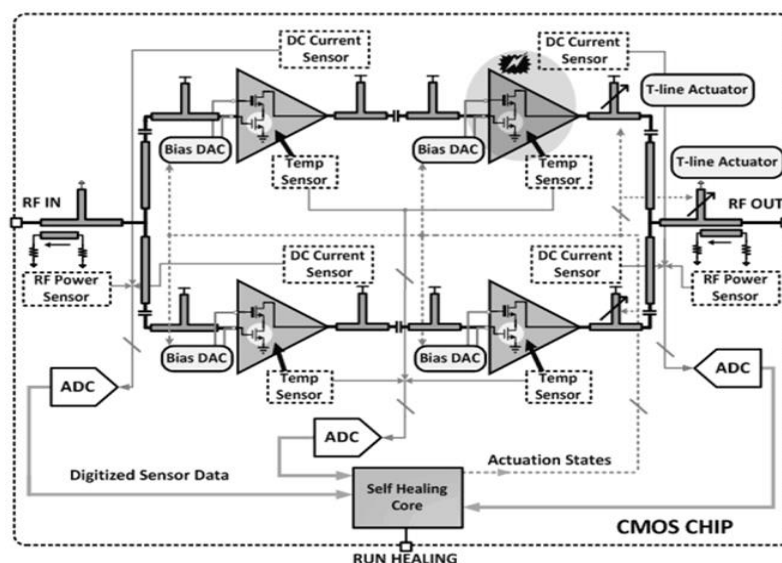 DC Current
Sensor
DC Current
Sensor
T-line Actuator
Bias DAC
Bias DAC
Temp
Sensor
Temp
Sensor
T-line Actuator
RF IN
RF OUT
RF Power
Sensor
DC Current
Sensor
DC Current
Sensor
RF Power
Sensor
Bias DAC
Bias DAC
ADC
Temp
Sensor
Temp
Sensor
ADC
ADC
Digitized Sensor Data
Actuation States
Self Healing
Core
CMOS CHIP
RUN HEALING